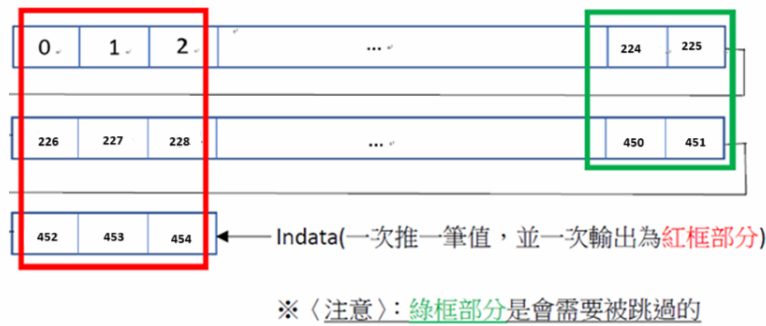 0 1 2 ... 224 225
226 227 228 ... 450 451
452 453 454 Indata(一次推一筆值，並一次輸出為紅框部分)
※〈注意〉：綠框部分是會需要被跳過的